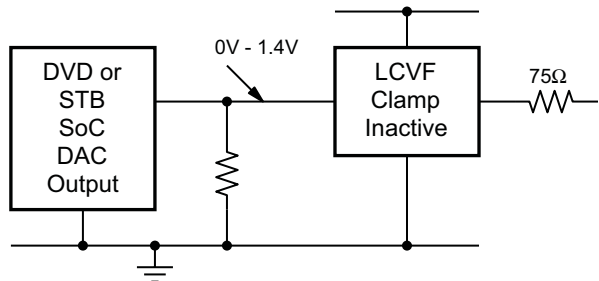 0V - 1.4V
DVD or
STB
SoC
DAC
Output
LCVF
Clamp
Inactive
75Ω